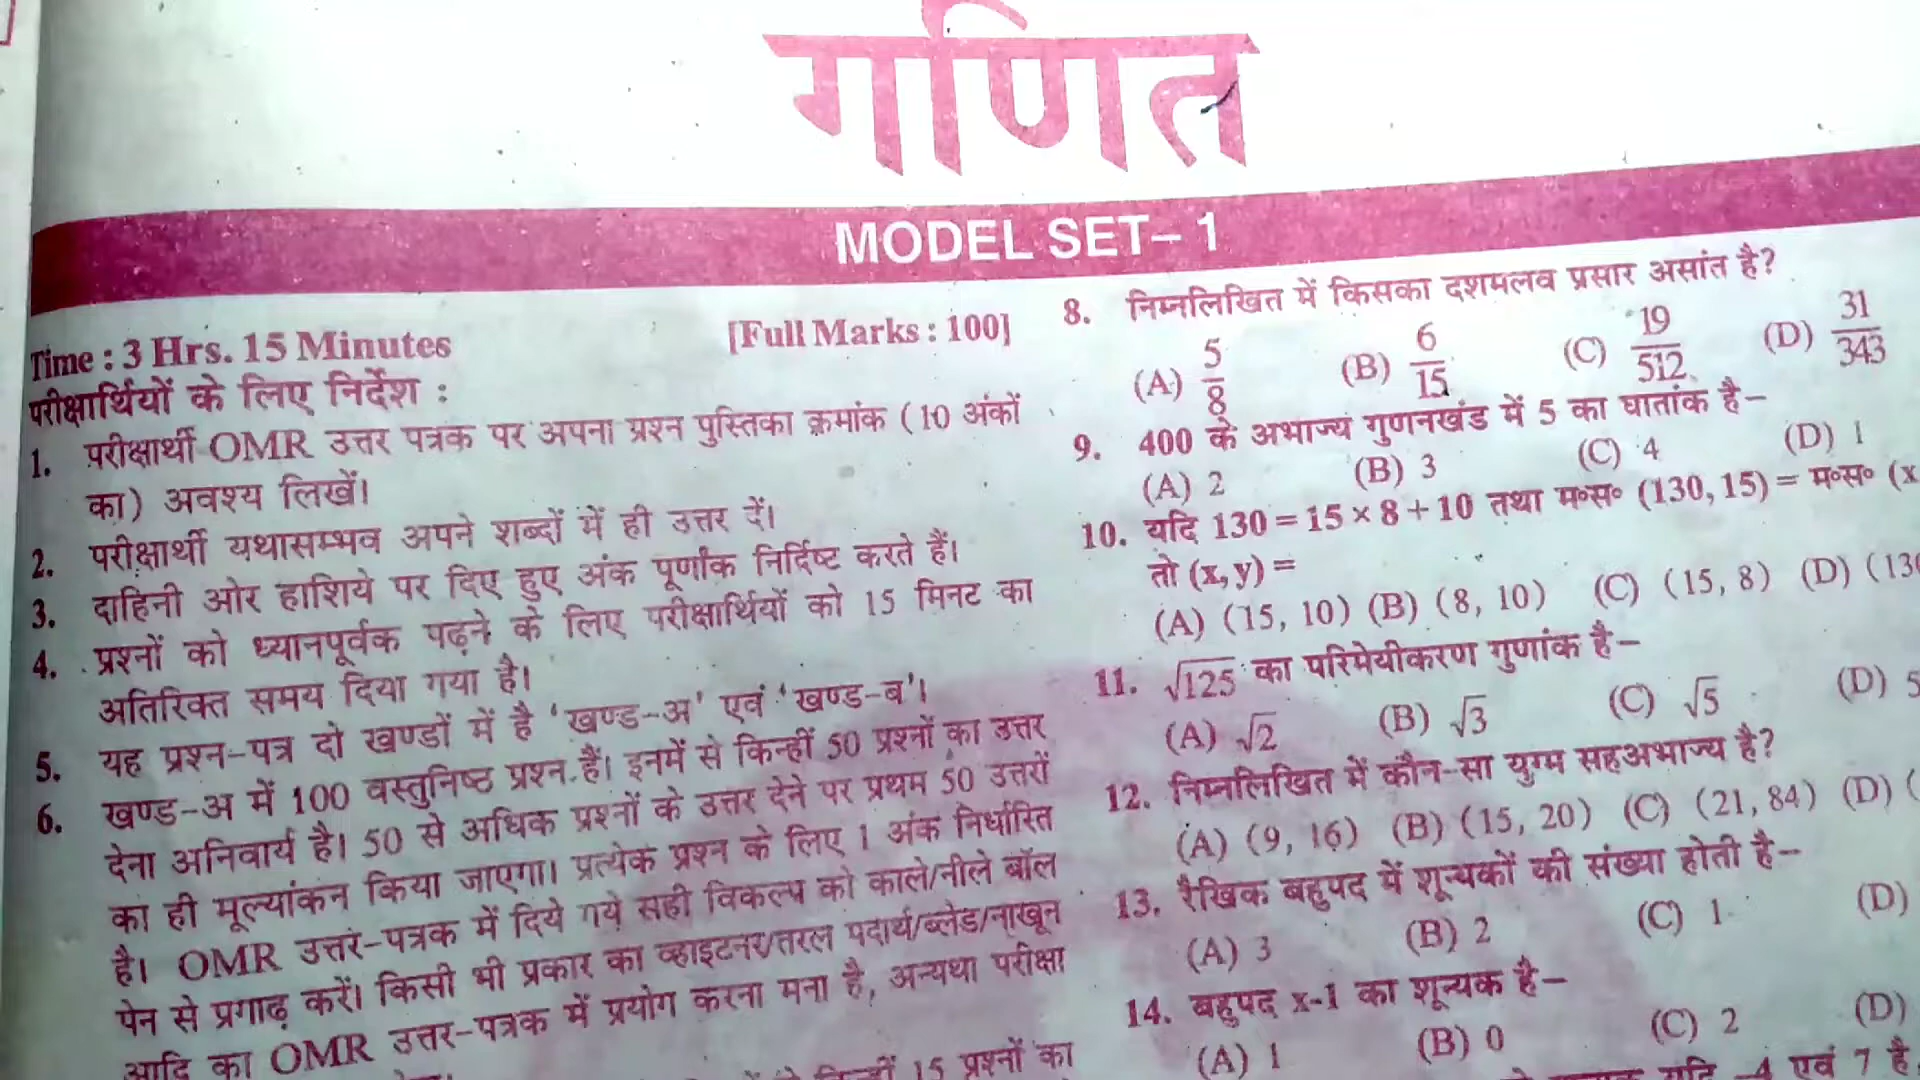 गणित
MODEL SET– 1
Time : 3 Hrs. 15 Minutes
[Full Marks : 100]
परीक्षार्थियों के लिए निर्देश :
1. परीक्षार्थी OMR उत्तर पत्रक पर अपना प्रश्न पुस्तिका क्रमांक (10 अंकों
का) अवश्य लिखें।
2. परीक्षार्थी यथासम्भव अपने शब्दों में ही उत्तर दें।
3. दाहिनी ओर हाशिये पर दिए हुए अंक पूर्णांक निर्दिष्ट करते हैं।
4. प्रश्नों को ध्यानपूर्वक पढ़ने के लिए परीक्षार्थियों को 15 मिनट का
अतिरिक्त समय दिया गया है।
5. यह प्रश्न-पत्र दो खण्डों में है 'खण्ड-अ' एवं 'खण्ड-ब'।
6. खण्ड-अ में 100 वस्तुनिष्ठ प्रश्न हैं। इनमें से किन्हीं 50 प्रश्नों का उत्तर
देना अनिवार्य है। 50 से अधिक प्रश्नों के उत्तर देने पर प्रथम 50 उत्तरों
का ही मूल्यांकन किया जाएगा। प्रत्येक प्रश्न के लिए 1 अंक निर्धारित
है। OMR उत्तर-पत्रक में दिये गये सही विकल्प को काले/नीले बॉल
पेन से प्रगाढ़ करें। किसी भी प्रकार का व्हाइटनर/तरल पदार्थ/ब्लेड/नाखून
आदि का OMR उत्तर-पत्रक में प्रयोग करना मना है, अन्यथा परीक्षा
15 प्रश्नों का
8. निम्नलिखित में किसका दशमलव प्रसार असांत है?
(A) 5/8 (B) 6/15 (C) 19/512 (D) 31/343
9. 400 के अभाज्य गुणनखंड में 5 का घातांक है–
(A) 2 (B) 3 (C) 4 (D) 1
10. यदि 130 = 15 × 8 + 10 तथा म॰स॰ (130, 15) = म॰स॰ (x
तो (x, y) =
(A) (15, 10) (B) (8, 10) (C) (15, 8) (D) (130
11. √125 का परिमेयीकरण गुणांक है–
(A) √2 (B) √3 (C) √5 (D) 5
12. निम्नलिखित में कौन-सा युग्म सहअभाज्य है?
(A) (9, 16) (B) (15, 20) (C) (21, 84) (D) (
13. रैखिक बहुपद में शून्यकों की संख्या होती है–
(A) 3 (B) 2 (C) 1 (D)
14. बहुपद x-1 का शून्यक है–
(A) 1 (B) 0 (C) 2 (D)
यदि –4 एवं 7 है